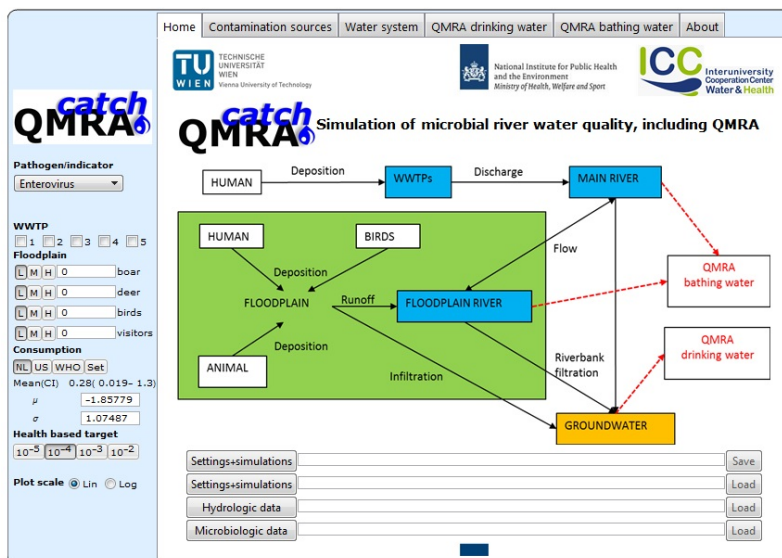 Home Contamination sources Water system QMRA drinking water QMRA bathing water About
TU WIEN
TECHNISCHE
UNIVERSITÄT
WIEN
Vienna University of Technology
National Institute for Public Health
and the Environment
Ministry of Health, Welfare and Sport
ICC
Interuniversity
Cooperation Center
Water & Health
catch
QMRA
catch
QMRA
Simulation of microbial river water quality, including QMRA
Pathogen/indicator
Enterovirus
WWTP
1 2 3 4 5
Floodplain
L M H 0 boar
L M H 0 deer
L M H 0 birds
L M H 0 visitors
Consumption
NL US WHO Set
Mean(CI) 0.28( 0.019- 1.3)
μ -1.85779
σ 1.07487
Health based target
10⁻⁵ 10⁻⁴ 10⁻³ 10⁻²
Plot scale Lin Log
HUMAN
Deposition
WWTPs
Discharge
MAIN RIVER
HUMAN
BIRDS
Deposition
Flow
QMRA
bathing water
FLOODPLAIN
Runoff
FLOODPLAIN RIVER
Deposition
QMRA
drinking water
ANIMAL
Infiltration
Riverbank
filtration
GROUNDWATER
Settings+simulations Save
Settings+simulations Load
Hydrologic data Load
Microbiologic data Load